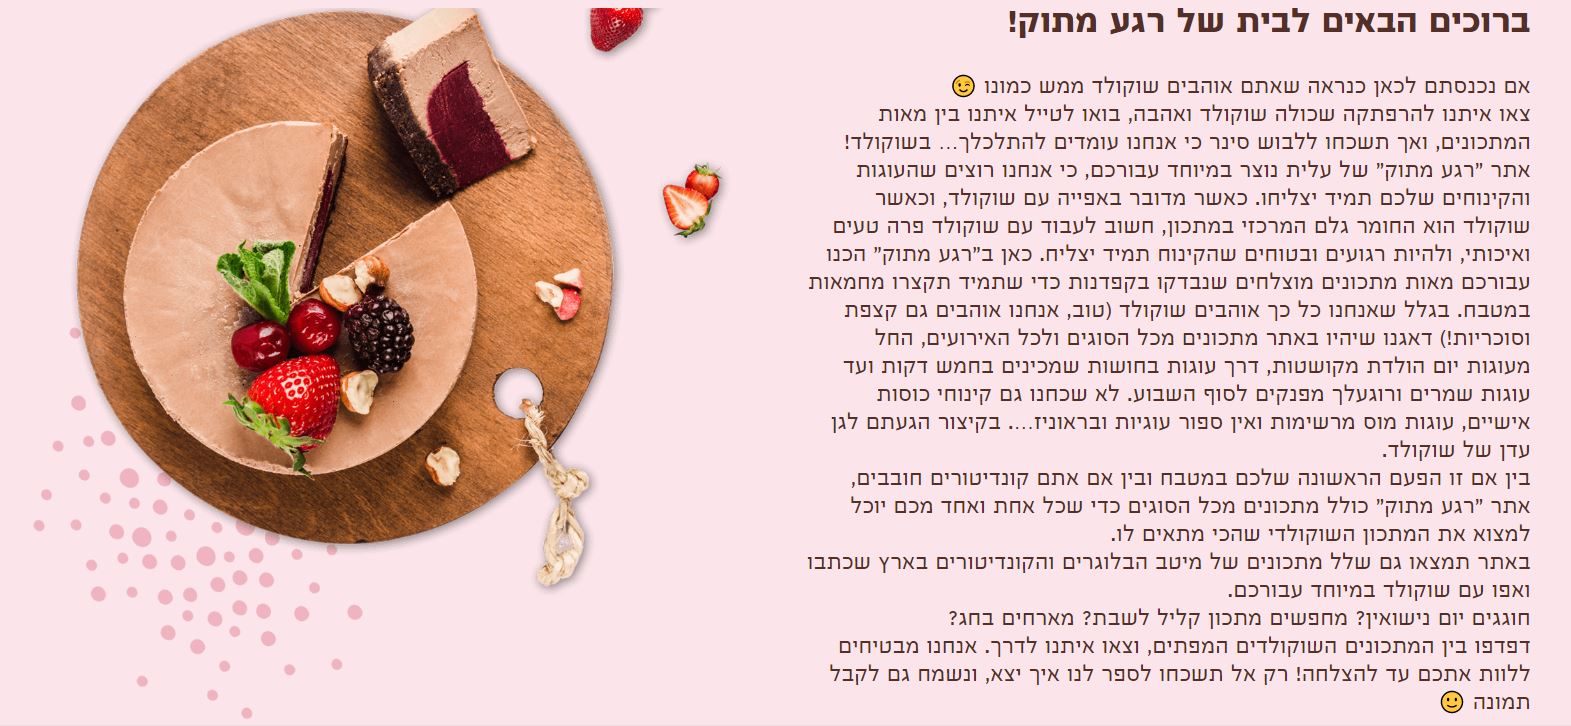 ברוכים הבאים לבית של רגע מתוק!
אם נכנסתם לכאן כנראה שאתם אוהבים שוקולד ממש כמונו 😉
צאו איתנו להרפתקה שכולה שוקולד ואהבה, בואו לטייל איתנו בין מאות
המתכונים, ואך תשכחו ללבוש סינר כי אנחנו עומדים להתלכלך… בשוקולד!
אתר ״רגע מתוק״ של עלית נוצר במיוחד עבורכם, כי אנחנו רוצים שהעוגות
והקינוחים שלכם תמיד יצליחו. כאשר מדובר באפייה עם שוקולד, וכאשר
שוקולד הוא החומר גלם המרכזי במתכון, חשוב לעבוד עם שוקולד פרה טעים
ואיכותי, ולהיות רגועים ובטוחים שהקינוח תמיד יצליח. כאן ב״רגע מתוק״ הכנו
עבורכם מאות מתכונים מוצלחים שנבדקו בקפדנות כדי שתמיד תקצרו מחמאות
במטבח. בגלל שאנחנו כל כך אוהבים שוקולד (טוב, אנחנו אוהבים גם קצפת
וסוכריות!) דאגנו שיהיו באתר מתכונים מכל הסוגים ולכל האירועים, החל
מעוגות יום הולדת מקושטות, דרך עוגות בחושות שמכינים בחמש דקות ועד
עוגות שמרים ורוגעלך מפנקים לסוף השבוע. לא שכחנו גם קינוחי כוסות
אישיים, עוגות מוס מרשימות ואין ספור עוגיות ובראוניז…. בקיצור הגעתם לגן
עדן של שוקולד.
בין אם זו הפעם הראשונה שלכם במטבח ובין אם אתם קונדיטורים חובבים,
אתר ״רגע מתוק״ כולל מתכונים מכל הסוגים כדי שכל אחת ואחד מכם יוכל
למצוא את המתכון השוקולדי שהכי מתאים לו.
באתר תמצאו גם שלל מתכונים של מיטב הבלוגרים והקונדיטורים בארץ שכתבו
ואפו עם שוקולד במיוחד עבורכם.
חוגגים יום נישואין? מחפשים מתכון קליל לשבת? מארחים בחג?
דפדפו בין המתכונים השוקולדים המפתים, וצאו איתנו לדרך. אנחנו מבטיחים
ללוות אתכם עד להצלחה! רק אל תשכחו לספר לנו איך יצא, ונשמח גם לקבל
תמונה 🙂